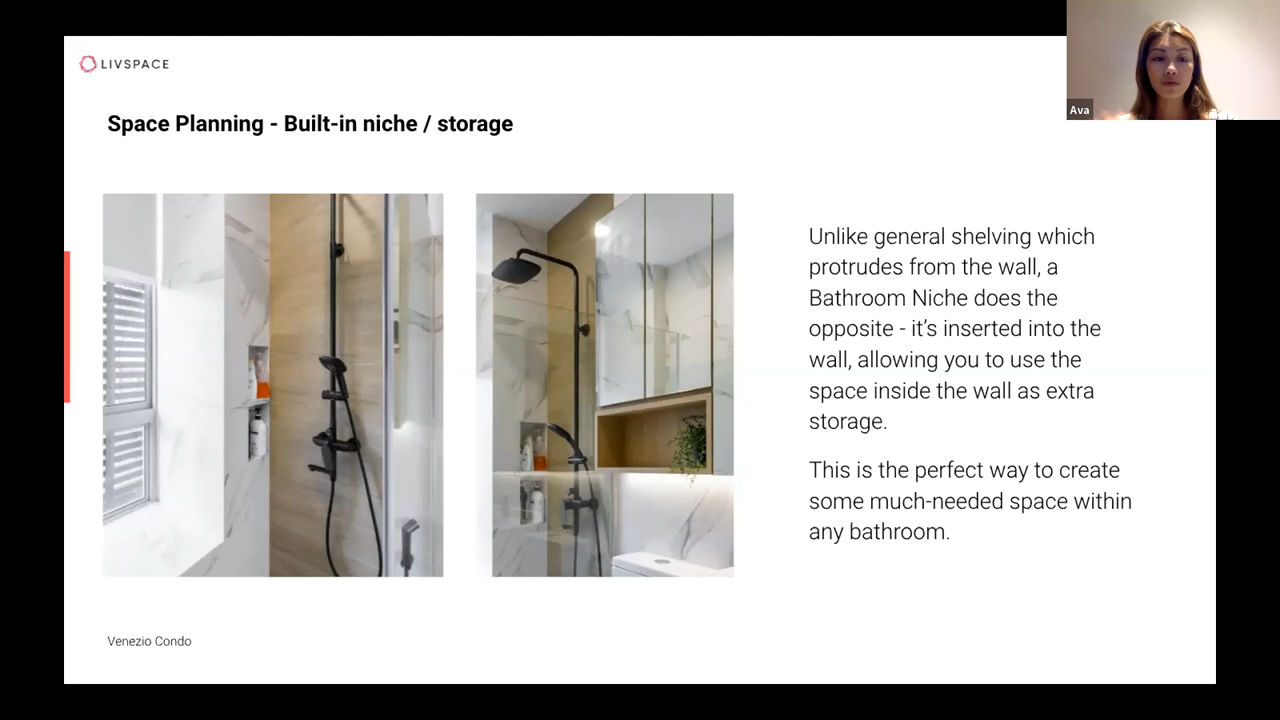 LIVSPACE
Ava
Space Planning - Built-in niche / storage
Unlike general shelving which
protrudes from the wall, a
Bathroom Niche does the
opposite - it’s inserted into the
wall, allowing you to use the
space inside the wall as extra
storage.
This is the perfect way to create
some much-needed space within
any bathroom.
Venezio Condo